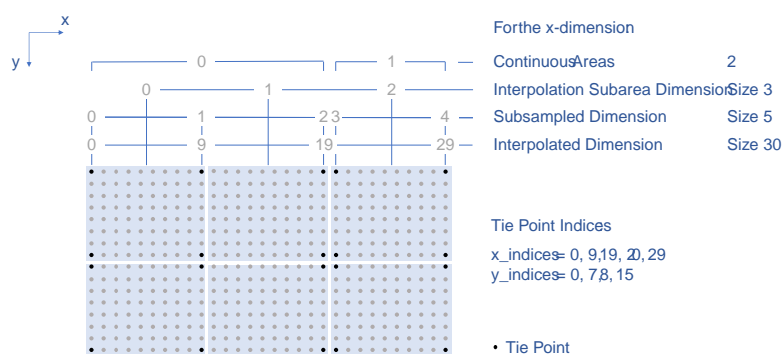 x
y
Forthe x-dimension
0 1 ContinuousAreas 2
0 1 2 Interpolation Subarea Dimension Size 3
0 1 2 3 4 Subsampled Dimension Size 5
0 9 19 29 Interpolated Dimension Size 30
Tie Point Indices
x_indices= 0, 9,19, 20, 29
y_indices= 0, 7,8, 15
• Tie Point